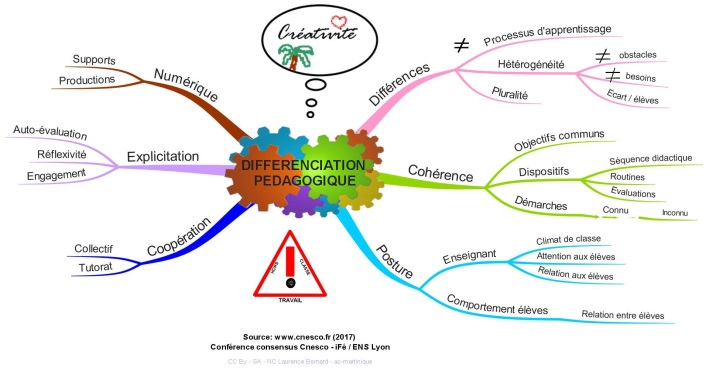 Créativité
DIFFERENCIATION
PEDAGOGIQUE
Numérique
Supports
Productions
Explicitation
Auto-évaluation
Réflexivité
Engagement
Coopération
Collectif
Tutorat
Différences
≠ Processus d'apprentissage
Hétérogénéité
≠ obstacles
≠ besoins
Ecart / élèves
Pluralité
Cohérence
Objectifs communs
Dispositifs
Séquence didactique
Routines
Evaluations
Démarches
Connu
Inconnu
Posture
Enseignant
Climat de classe
Attention aux élèves
Relation aux élèves
Comportement élèves
Relation entre élèves
HORS
CLASSE
TRAVAIL
Source: www.cnesco.fr (2017)
Conférence consensus Cnesco - iFé / ENS Lyon
CC By - SA - NC Laurence Bernard - ac-martinique